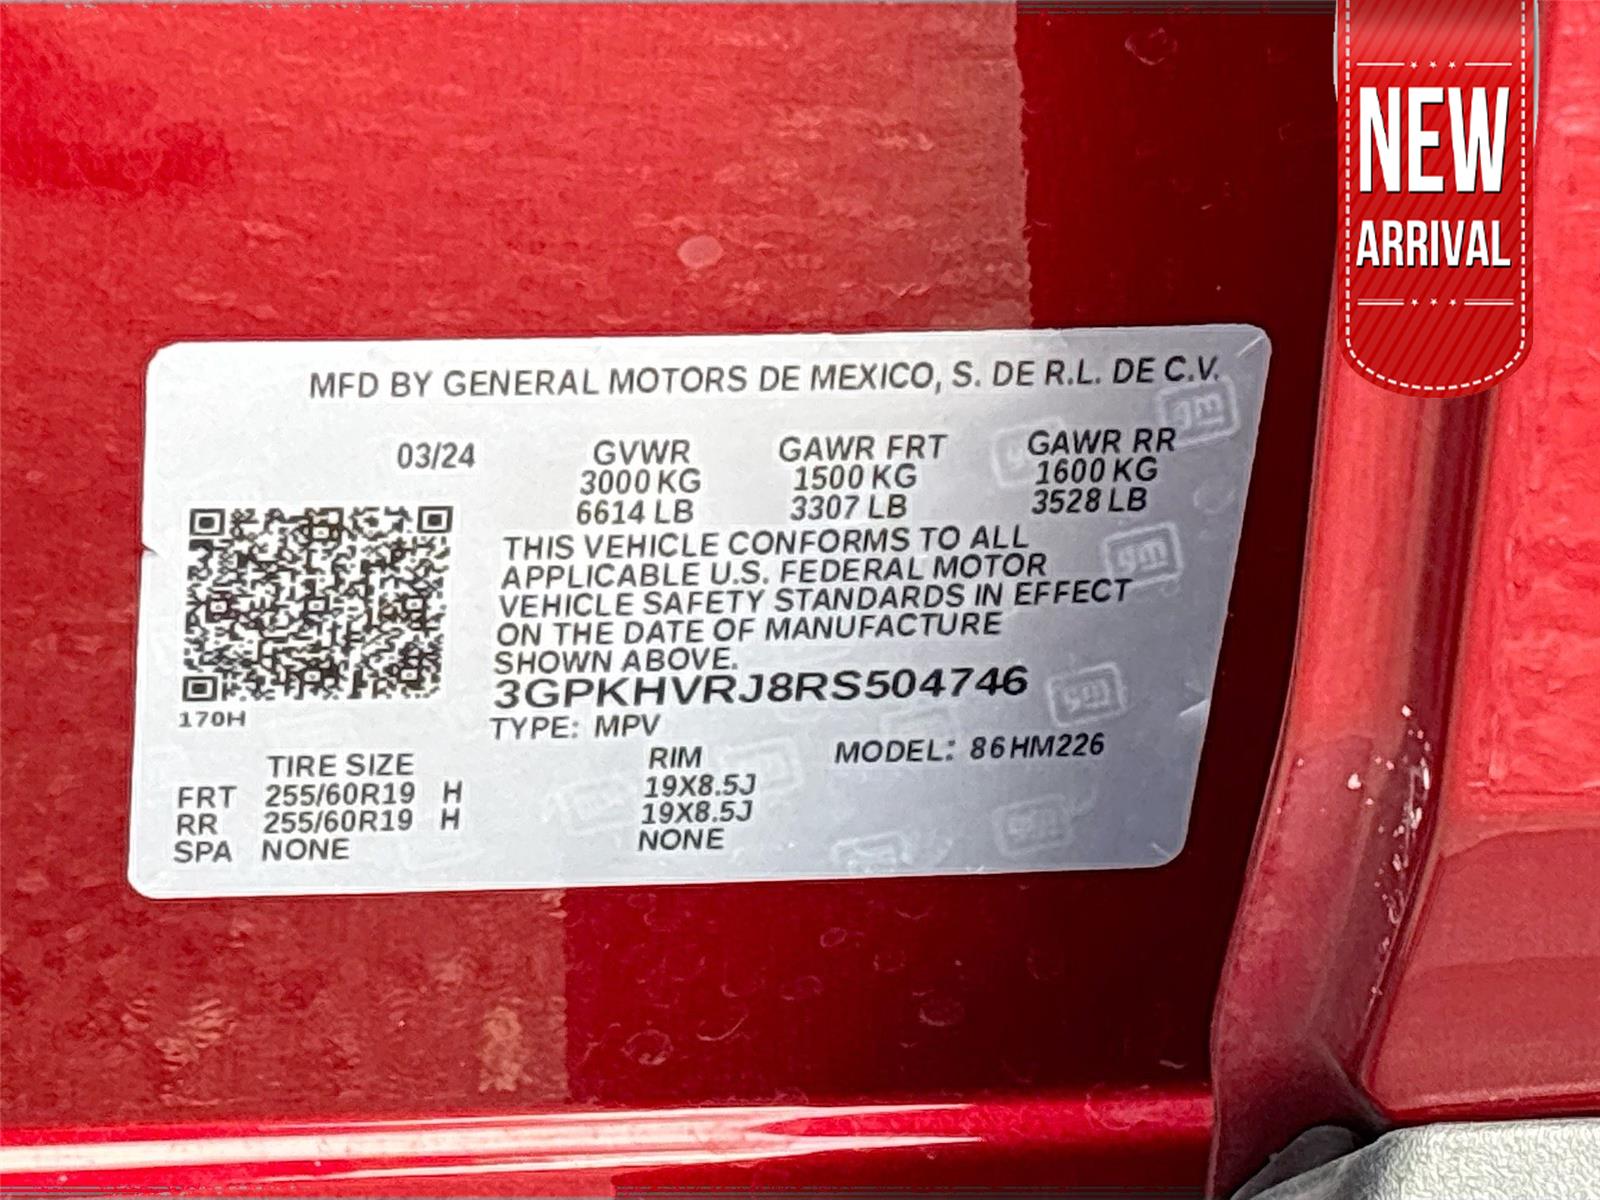 NEW
ARRIVAL
MFD BY GENERAL MOTORS DE MEXICO, S. DE R.L. DE C.V.
03/24 GVWR GAWR FRT GAWR RR
3000 KG 1500 KG 1600 KG
6614 LB 3307 LB 3528 LB
THIS VEHICLE CONFORMS TO ALL
APPLICABLE U.S. FEDERAL MOTOR
VEHICLE SAFETY STANDARDS IN EFFECT
ON THE DATE OF MANUFACTURE
SHOWN ABOVE.
3GPKHVRJ8RS504746
170H
TYPE: MPV MODEL: 86HM226
TIRE SIZE RIM
FRT 255/60R19 H 19X8.5J
RR 255/60R19 H 19X8.5J
SPA NONE NONE